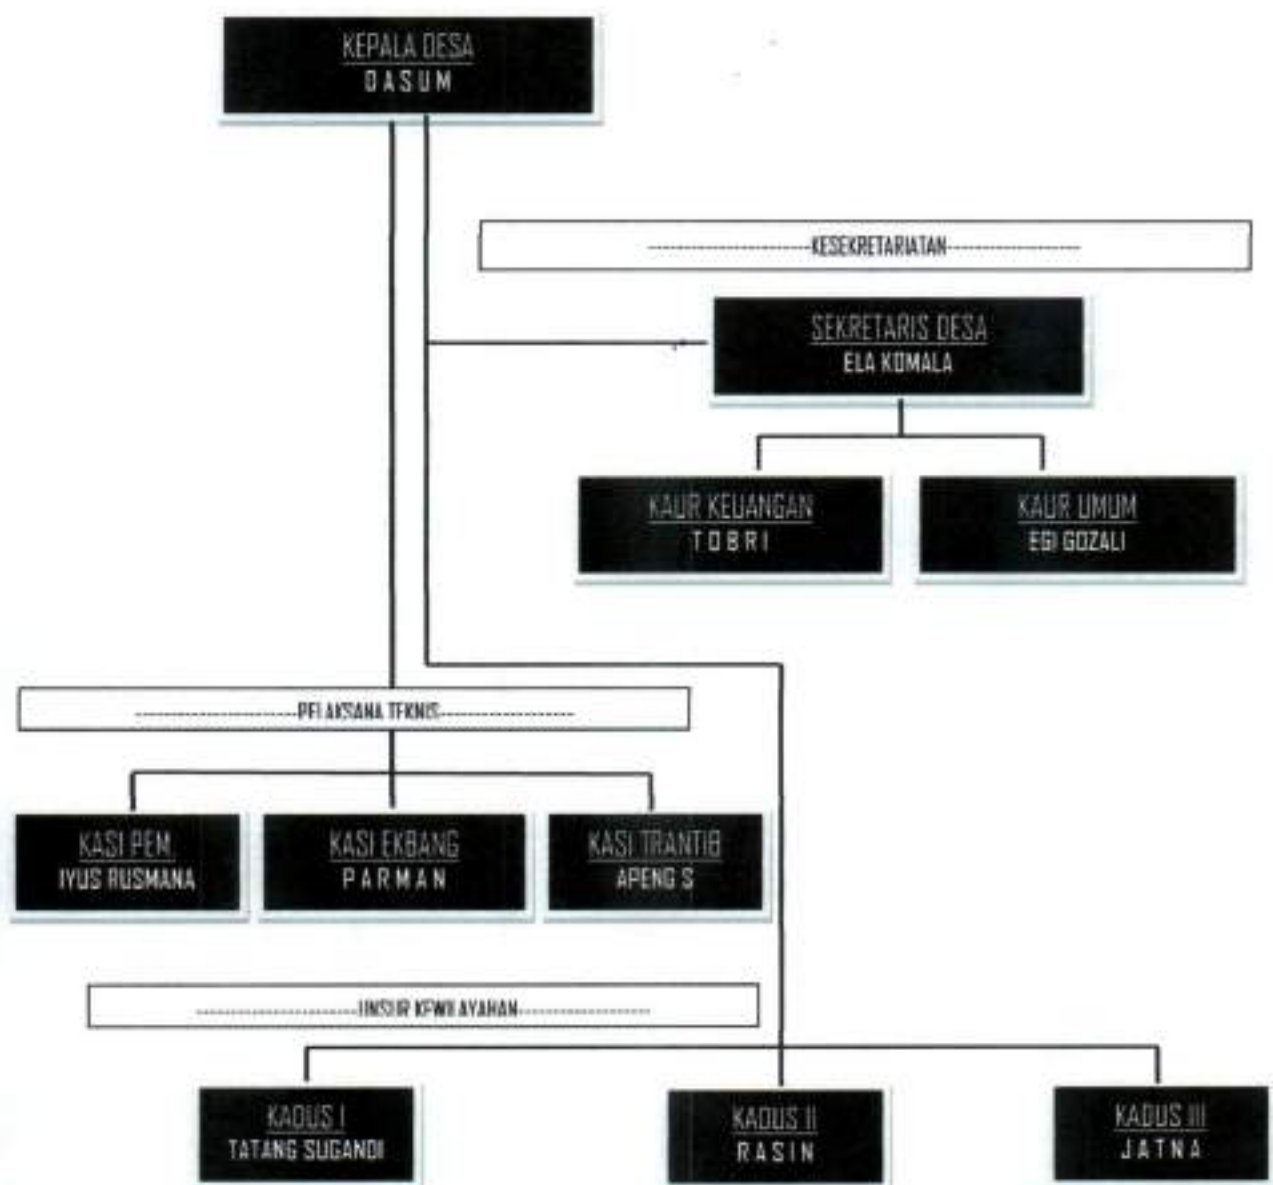 KEPALA DESA
DASUM
--------------------KESEKRETARIATAN----------------
SEKRETARIS DESA
ELA KOMALA
KAUR KEUANGAN
TOBRI
KAUR UMUM
EGI GOZALI
--------------------PELAKSANA TEKNIS----------------
KASI PEM.
IYUS RUSMANA
KASI EKBANG
PARMAN
KASI TRANTIB
APENG S
--------------------UNSUR KEWILAYAHAN----------------
KADUS I
TATANG SUGANDI
KADUS II
RASIN
KADUS III
JATNA